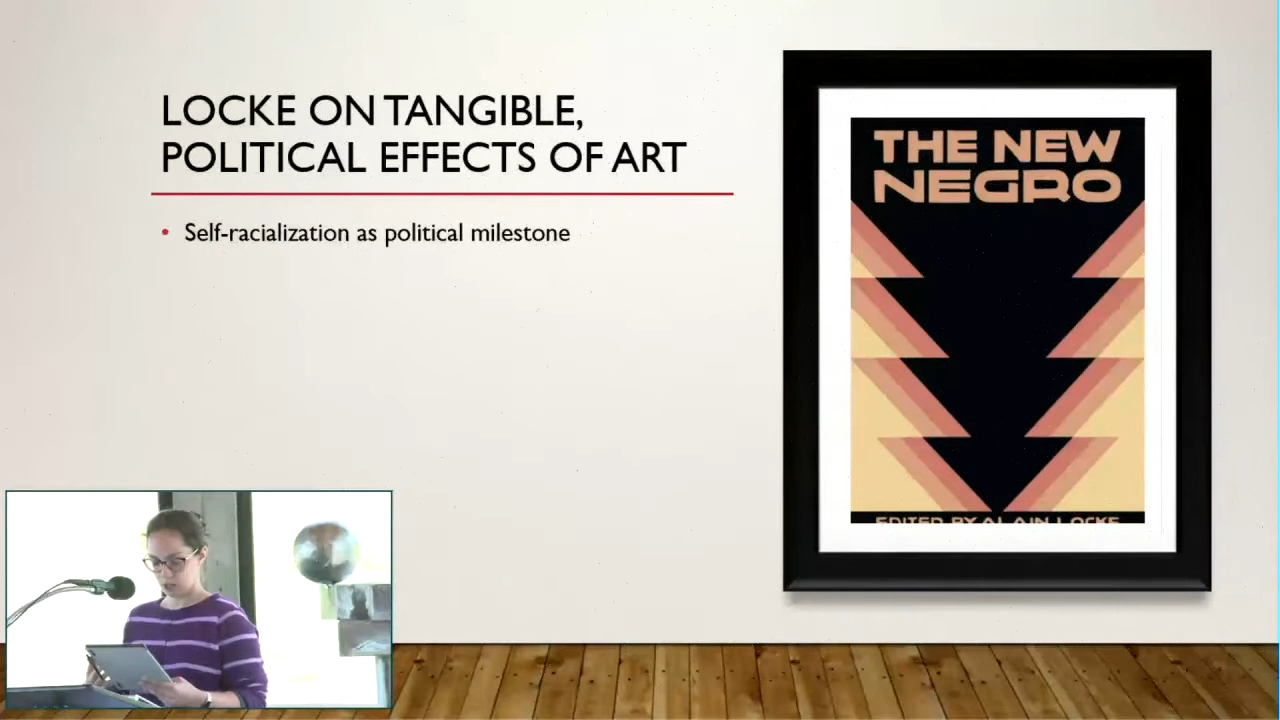 LOCKE ON TANGIBLE,
POLITICAL EFFECTS OF ART
• Self-racialization as political milestone
THE NEW
NEGRO
EDITED BY ALAIN LOCKE